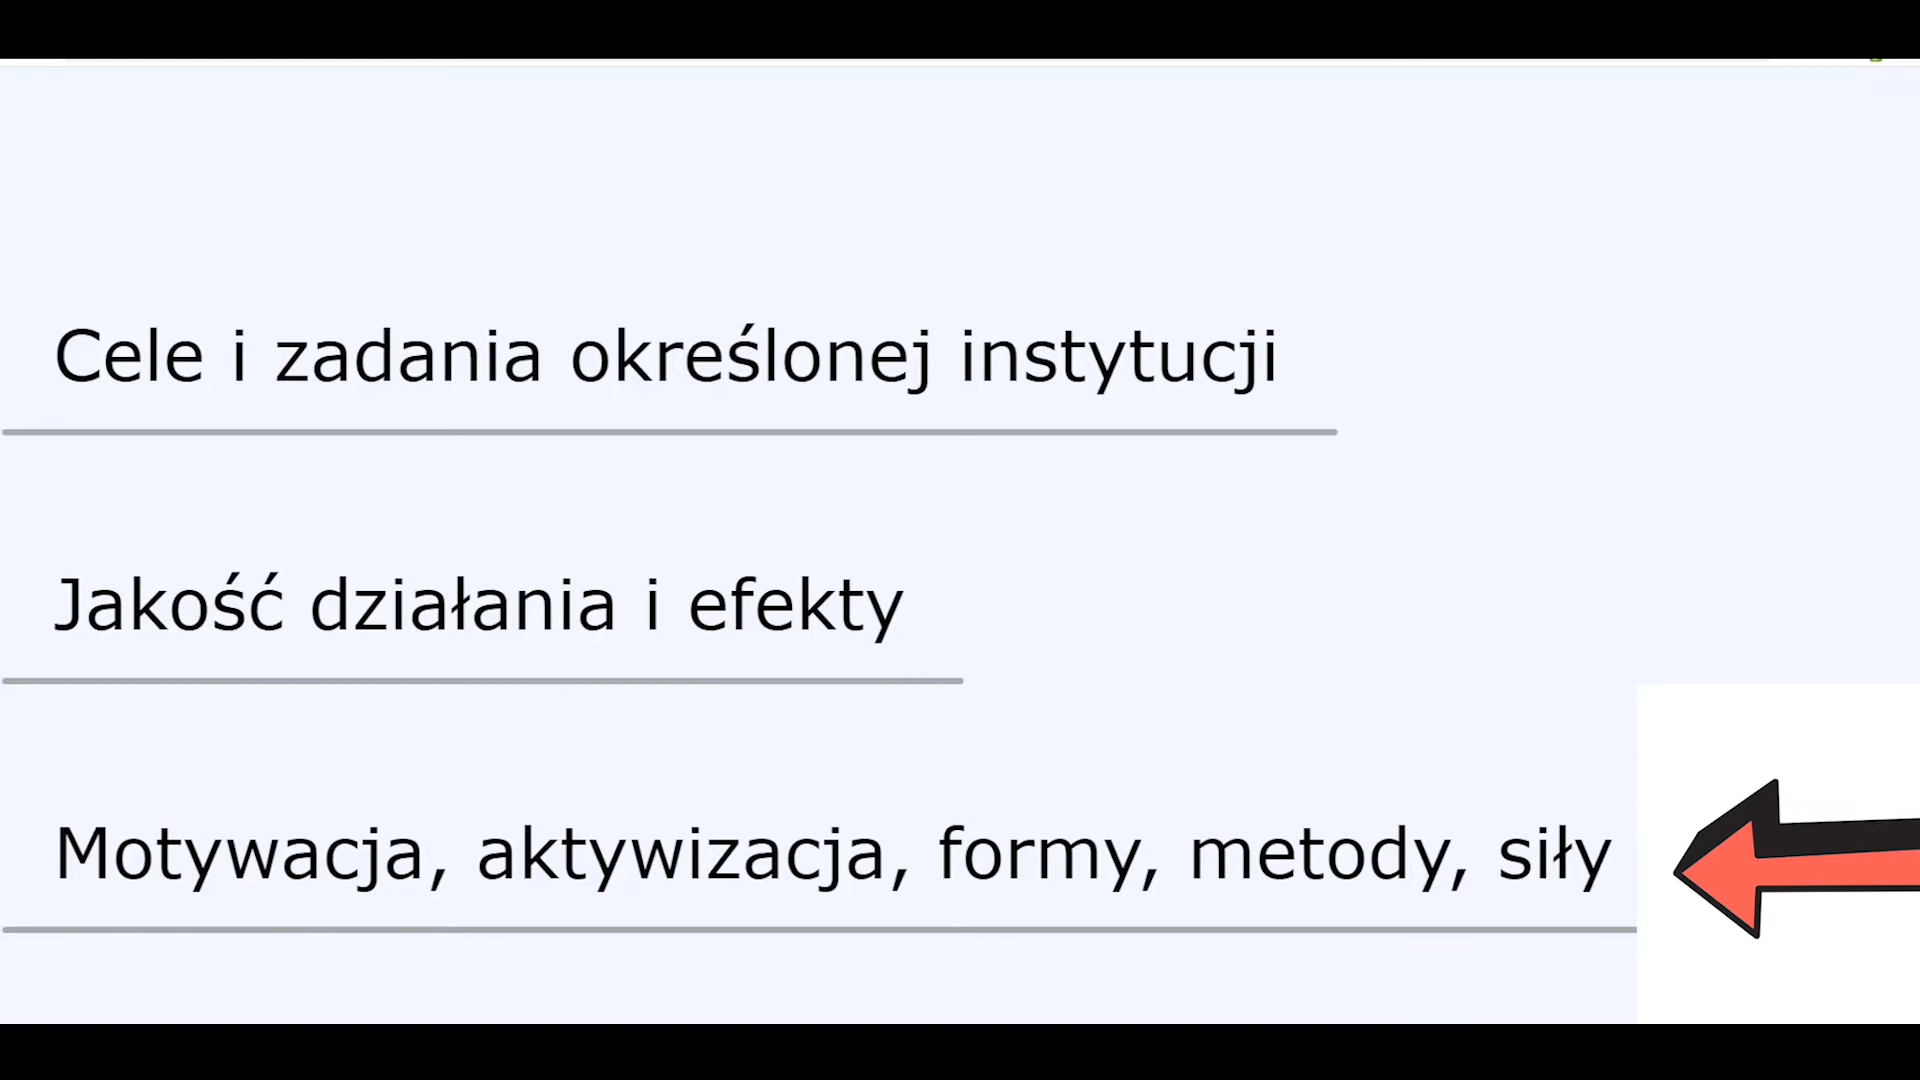 Cele i zadania określonej instytucji
Jakość działania i efekty
Motywacja, aktywizacja, formy, metody, siły